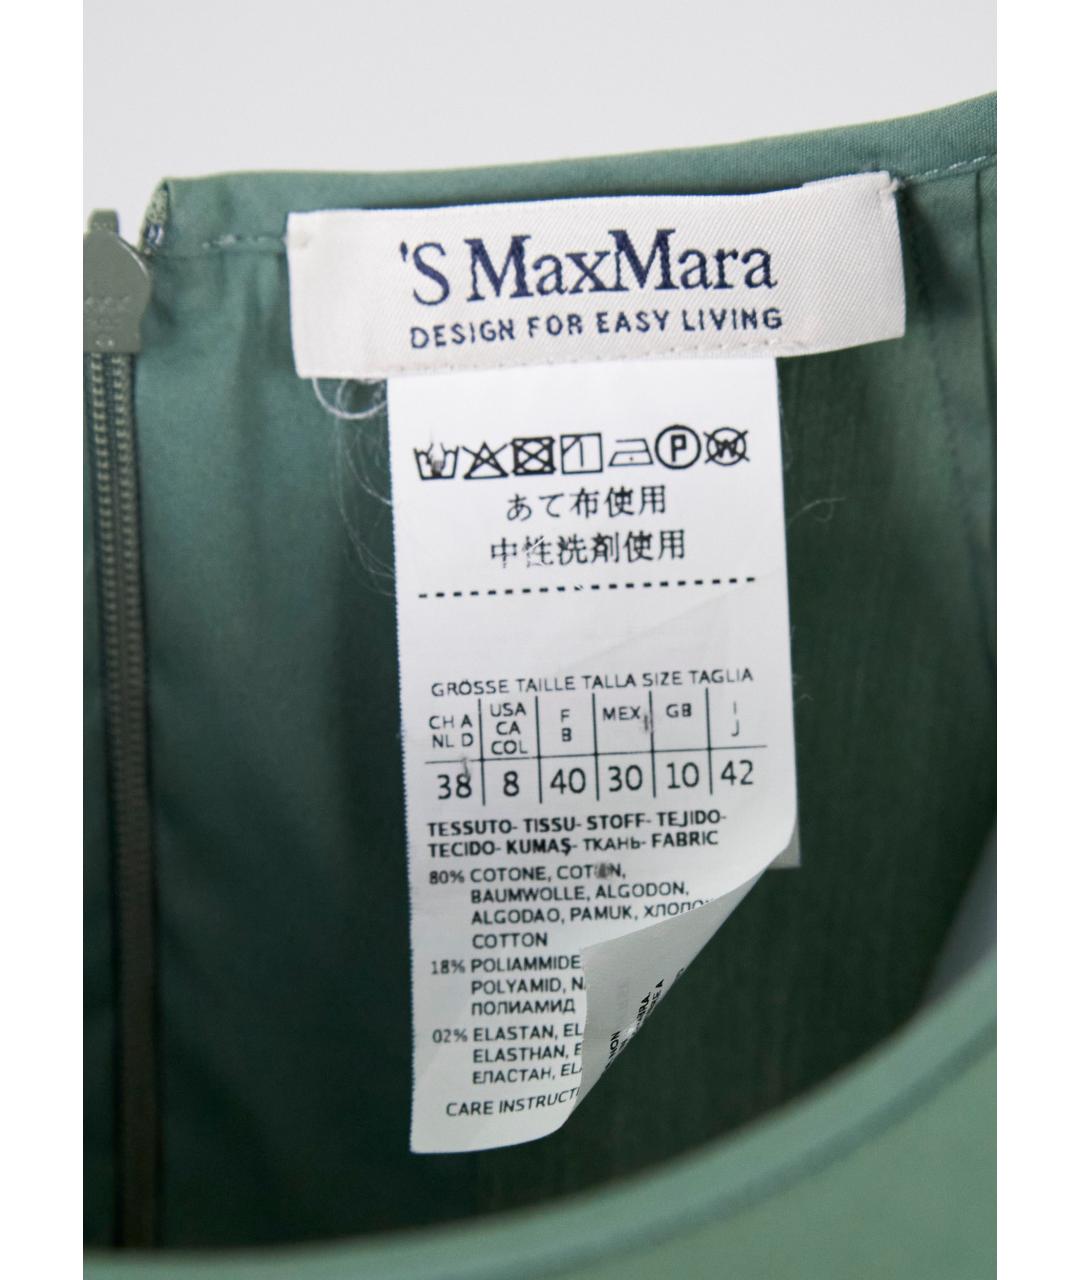 'S MaxMara
DESIGN FOR EASY LIVING
P W
あて布使用
中性洗剤使用
GRÖSSE TAILLE TALLA SIZE TAGLIA
CH A NL D USA CA COL F B MEX GB I J
38 8 40 30 10 42
TESSUTO- TISSU- STOFF- TEJIDO-
TECIDO- KUMAŞ- ТКАНЬ- FABRIC
80% COTONE, COTON,
BAUMWOLLE, ALGODON,
ALGODAO, PAMUK, ХЛОПОК
COTTON
18% POLIAMMIDE
POLYAMID,
ПОЛИАМИД
02% ELASTAN,
ELASTHAN,
ЕЛАСТАН,
CARE
NON